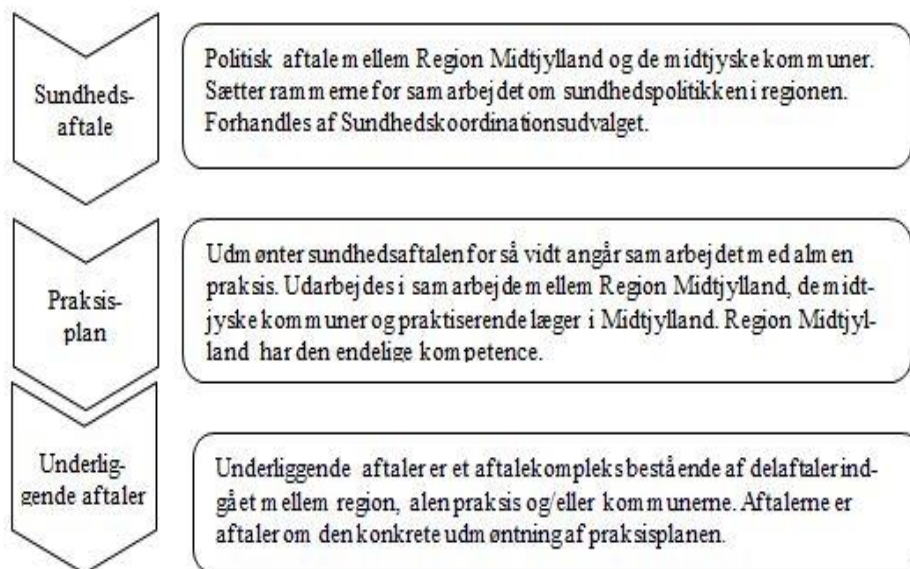 Sundheds-
aftale
Politisk aftale mellem Region Midtjylland og de midtjyske kommuner.
Sætter rammerne for samarbejdet om sundhedspolitikken i regionen.
Forhandles af Sundhedskoordinationsudvalget.
Praksis-
plan
Udmønter sundhedsaftalen for så vidt angår samarbejdet med almen
praksis. Udarbejdes i samarbejde mellem Region Midtjylland, de midt-
jyske kommuner og praktiserende læger i Midtjylland. Region Midtjyl-
land har den endelige kompetence.
Underlig-
gende aftaler
Underliggende aftaler er et aftalekompleks bestående af delaftaler ind-
gået mellem region, alen praksis og/eller kommunerne. Aftalerne er
aftaler om den konkrete udmøntning af praksisplanen.